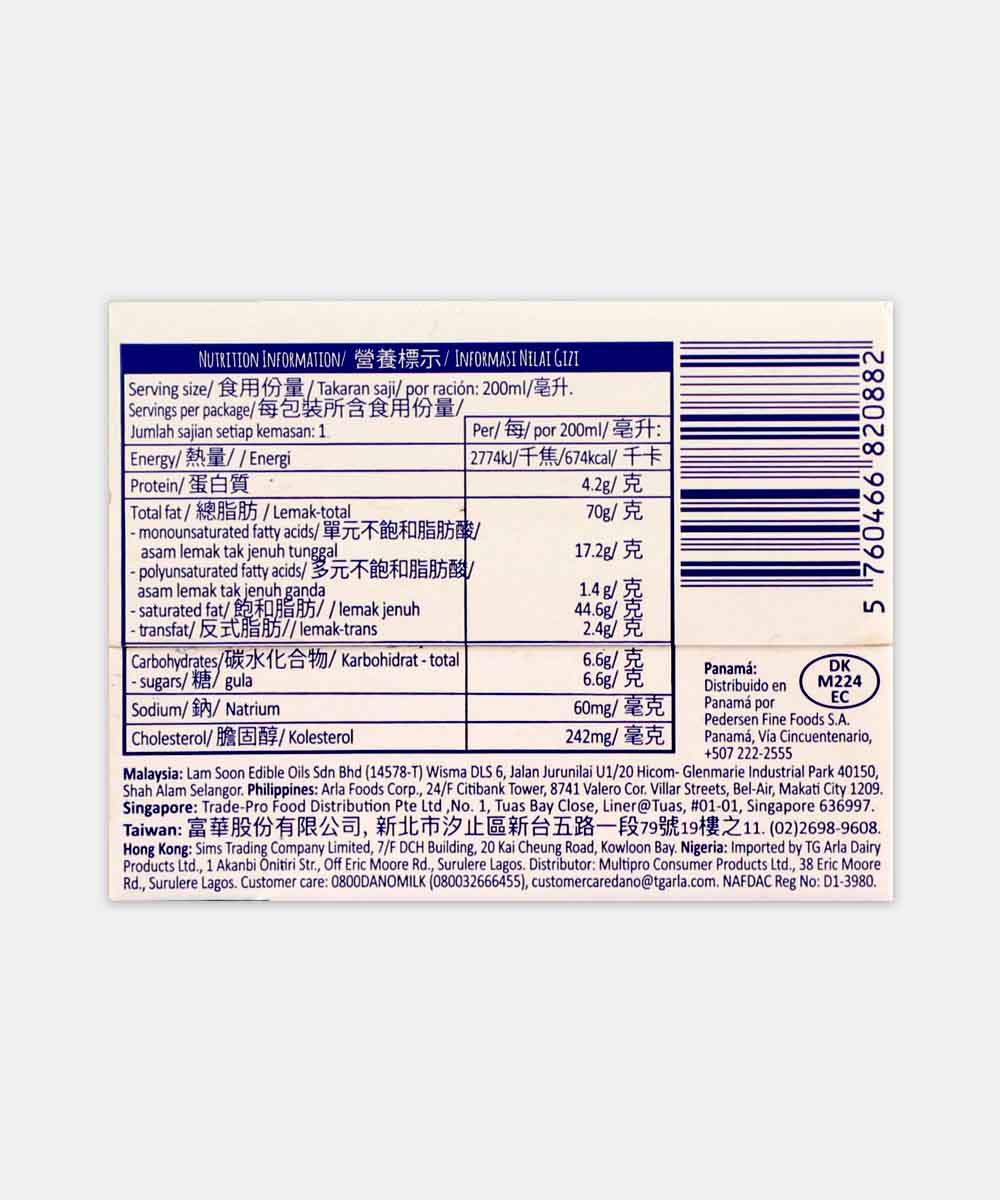 NUTRITION INFORMATION/ 營養標示/ INFORMASI NILAI GIZI
Serving size/ 食用份量/ Takaran saji/ por ración: 200ml/毫升.
Servings per package/ 每包裝所含食用份量/
Jumlah sajian setiap kemasan: 1
Per/ 每/ por 200ml/ 毫升:
Energy/ 熱量/ / Energi 2774kJ/千焦/674kcal/ 千卡
Protein/ 蛋白質 4.2g/ 克
Total fat/ 總脂肪 / Lemak-total 70g/ 克
- monounsaturated fatty acids/ 單元不飽和脂肪酸/
asam lemak tak jenuh tunggal 17.2g/ 克
- polyunsaturated fatty acids/ 多元不飽和脂肪酸/
asam lemak tak jenuh ganda 1.4 g/ 克
- saturated fat/ 飽和脂肪/ / lemak jenuh 44.6g/ 克
- transfat/ 反式脂肪// lemak-trans 2.4g/ 克
Carbohydrates/碳水化合物/ Karbohidrat - total 6.6g/ 克
- sugars/ 糖/ gula 6.6g/ 克
Sodium/ 鈉/ Natrium 60mg/ 毫克
Cholesterol/ 膽固醇/ Kolesterol 242mg/ 毫克
5 760466 820882
Panamá:
Distribuido en
Panamá por
Pedersen Fine Foods S.A.
Panamá, Vía Cincuentenario,
+507 222-2555
DK
M224
EC
Malaysia: Lam Soon Edible Oils Sdn Bhd (14578-T) Wisma DLS 6, Jalan Jurunilai U1/20 Hicom- Glenmarie Industrial Park 40150,
Shah Alam Selangor. Philippines: Arla Foods Corp., 24/F Citibank Tower, 8741 Valero Cor. Villar Streets, Bel-Air, Makati City 1209.
Singapore: Trade-Pro Food Distribution Pte Ltd ,No. 1, Tuas Bay Close, Liner@Tuas, #01-01, Singapore 636997.
Taiwan: 富華股份有限公司, 新北市汐止區新台五路一段79號19樓之11. (02)2698-9608.
Hong Kong: Sims Trading Company Limited, 7/F DCH Building, 20 Kai Cheung Road, Kowloon Bay. Nigeria: Imported by TG Arla Dairy
Products Ltd., 1 Akanbi Onitiri Str., Off Eric Moore Rd., Surulere Lagos. Distributor: Multipro Consumer Products Ltd., 38 Eric Moore
Rd., Surulere Lagos. Customer care: 0800DANOMILK (080032666455), customercaredano@tgarla.com. NAFDAC Reg No: D1-3980.